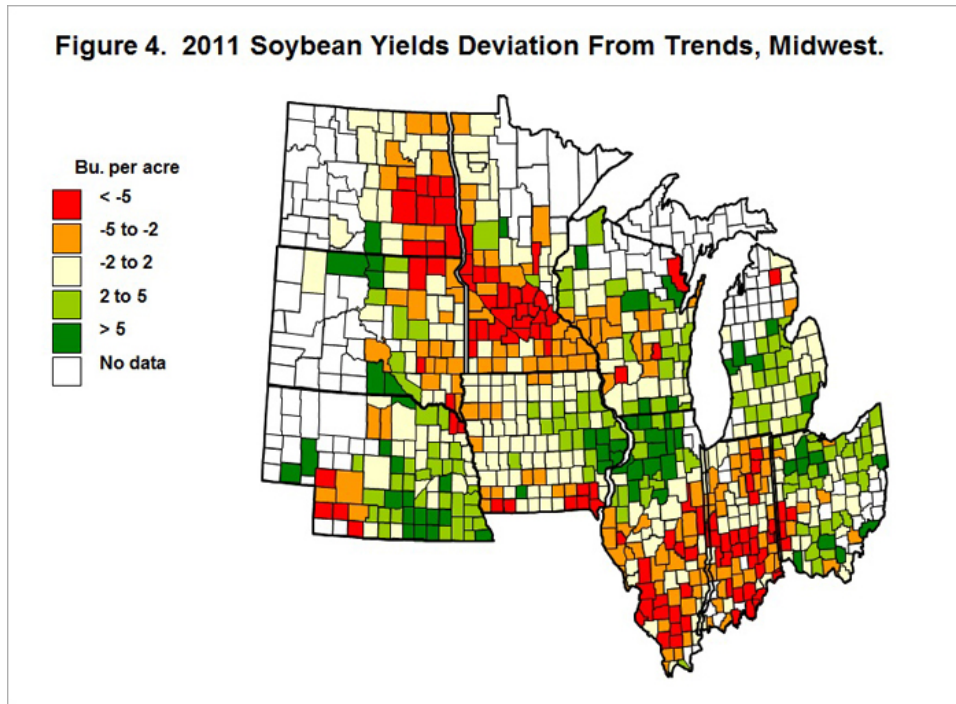 Figure 4.  2011 Soybean Yields Deviation From Trends, Midwest.
Bu. per acre
< -5
-5 to -2
-2 to 2
2 to 5
> 5
No data